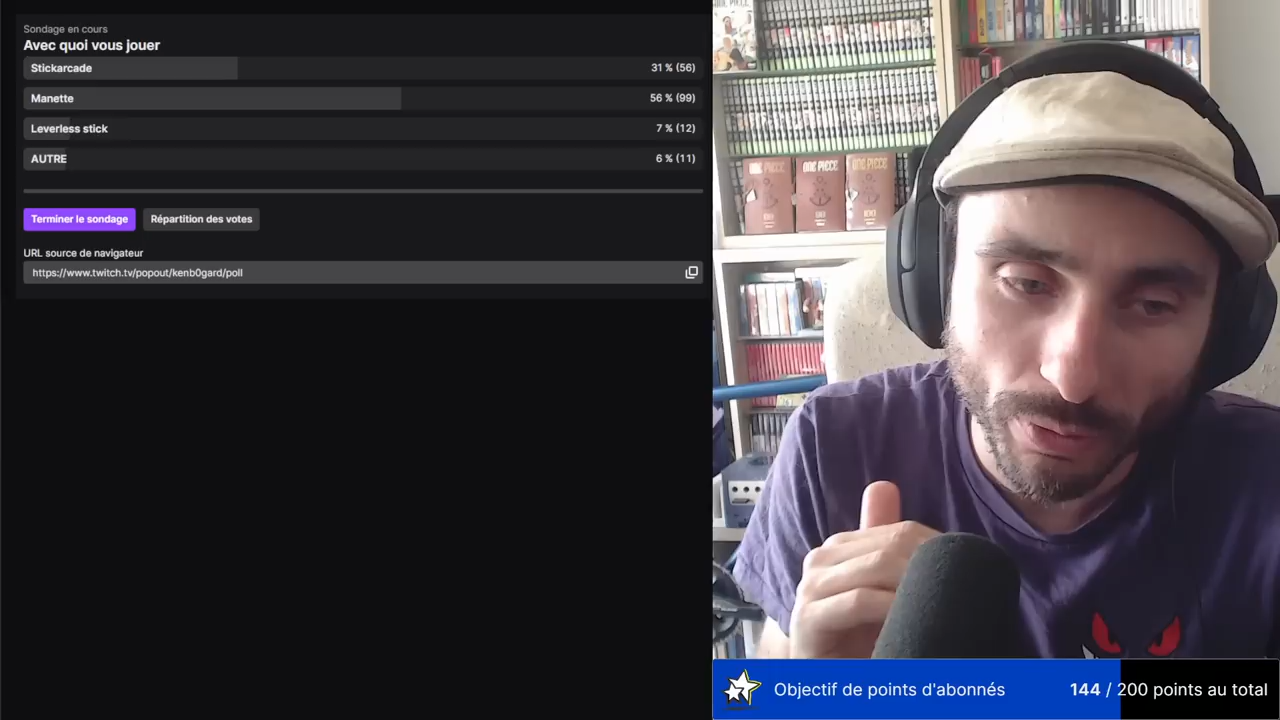 Sondage en cours
Avec quoi vous jouer
Stickarcade 31 % (56)
Manette 56 % (99)
Leverless stick 7 % (12)
AUTRE 6 % (11)
Terminer le sondage Répartition des votes
URL source de navigateur
https://www.twitch.tv/popout/kenb0gard/poll
ONE PIECE ONE PIECE ONE PIECE
100
Objectif de points d'abonnés 144 / 200 points au total